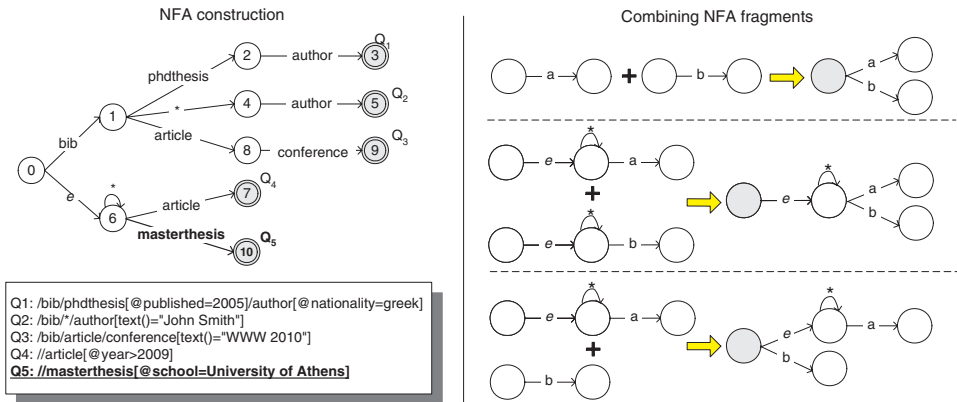 NFA construction
phdthesis
2
author
3
Q1
1
*
4
author
5
Q2
bib
article
8
conference
9
Q3
0
e
*
6
article
7
Q4
masterthesis
10
Q5
Q1: /bib/phdthesis[@published=2005]/author[@nationality=greek]
Q2: /bib/*/author[text()="John Smith"]
Q3: /bib/article/conference[text()="WWW 2010"]
Q4: //article[@year>2009]
Q5: //masterthesis[@school=University of Athens]
Combining NFA fragments
a
+
b
a
b
e
*
a
+
e
*
b
e
*
a
b
e
*
a
+
b
e
*
a
b